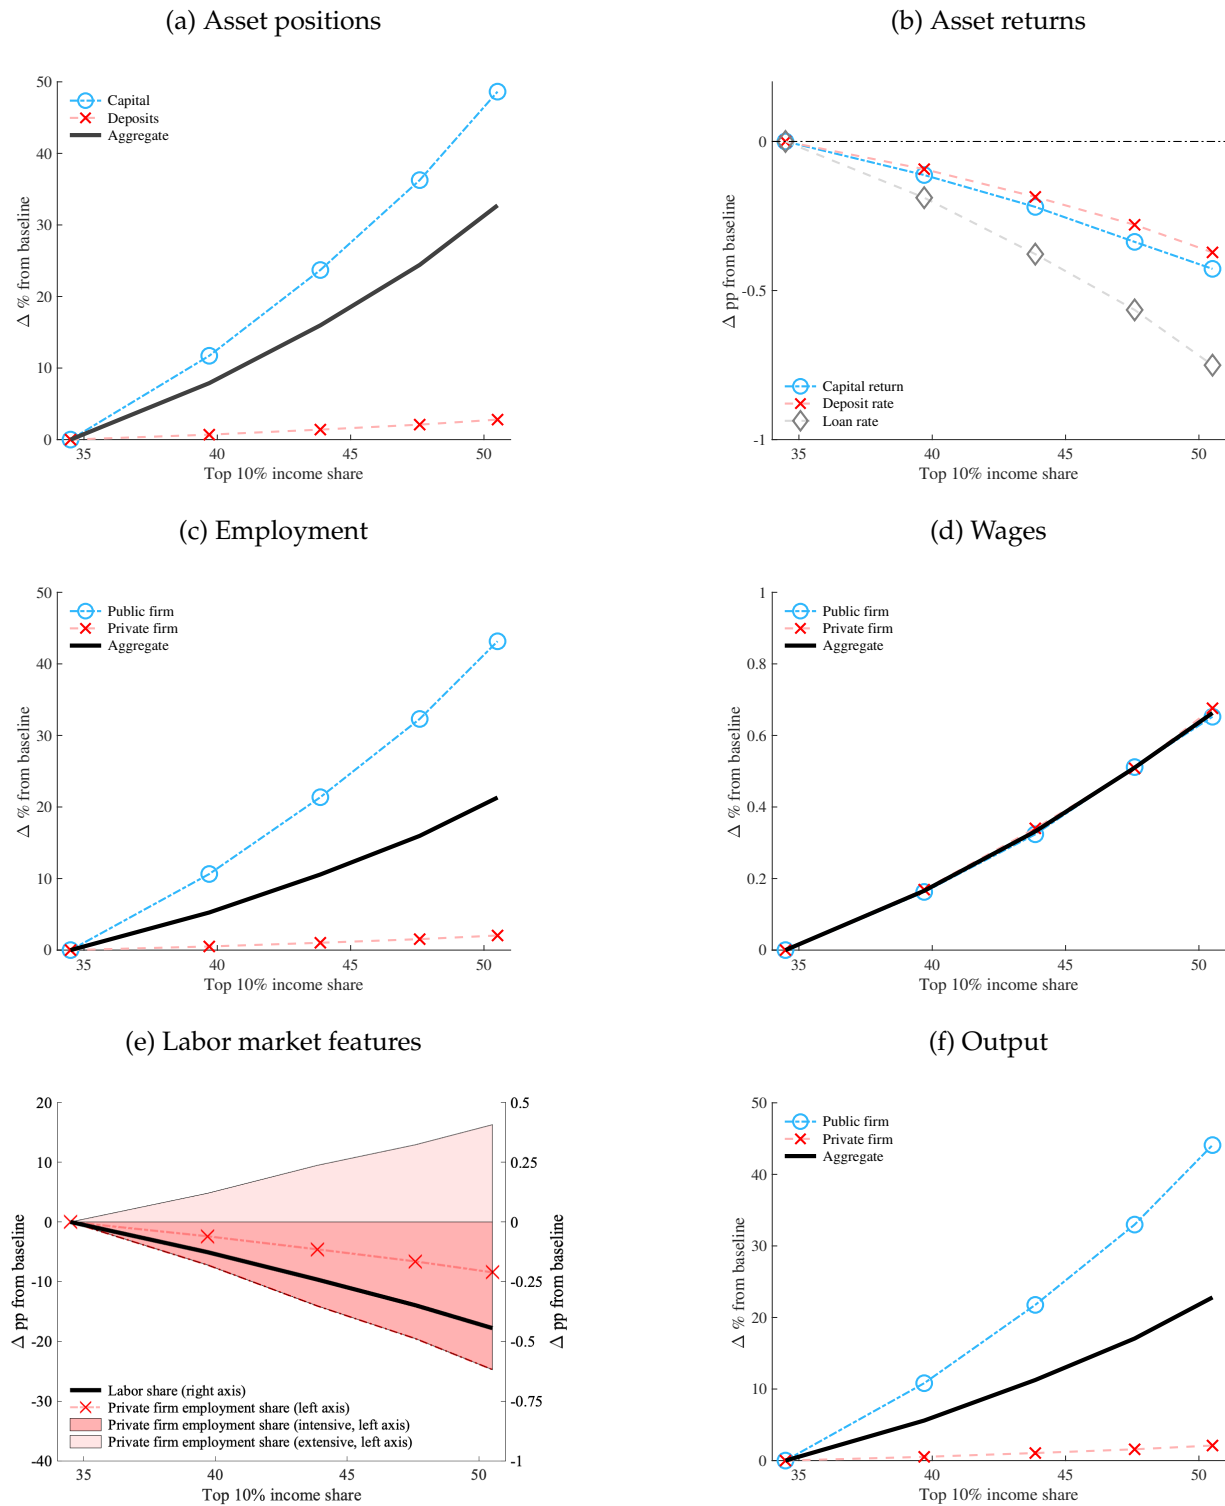 (a) Asset positions
50
40
30
20
10
0
35
40
45
50
Δ % from baseline
Top 10% income share
Capital
Deposits
Aggregate
(b) Asset returns
0
-0.5
-1
35
40
45
50
Δ pp from baseline
Top 10% income share
Capital return
Deposit rate
Loan rate
(c) Employment
50
40
30
20
10
0
35
40
45
50
Δ % from baseline
Top 10% income share
Public firm
Private firm
Aggregate
(d) Wages
1
0.8
0.6
0.4
0.2
0
35
40
45
50
Δ % from baseline
Top 10% income share
Public firm
Private firm
Aggregate
(e) Labor market features
20
10
0
-10
-20
-30
-40
0.5
0.25
0
-0.25
-0.5
-0.75
-1
35
40
45
50
Δ pp from baseline
Δ pp from baseline
Top 10% income share
Labor share (right axis)
Private firm employment share (left axis)
Private firm employment share (intensive, left axis)
Private firm employment share (extensive, left axis)
(f) Output
50
40
30
20
10
0
35
40
45
50
Δ % from baseline
Top 10% income share
Public firm
Private firm
Aggregate